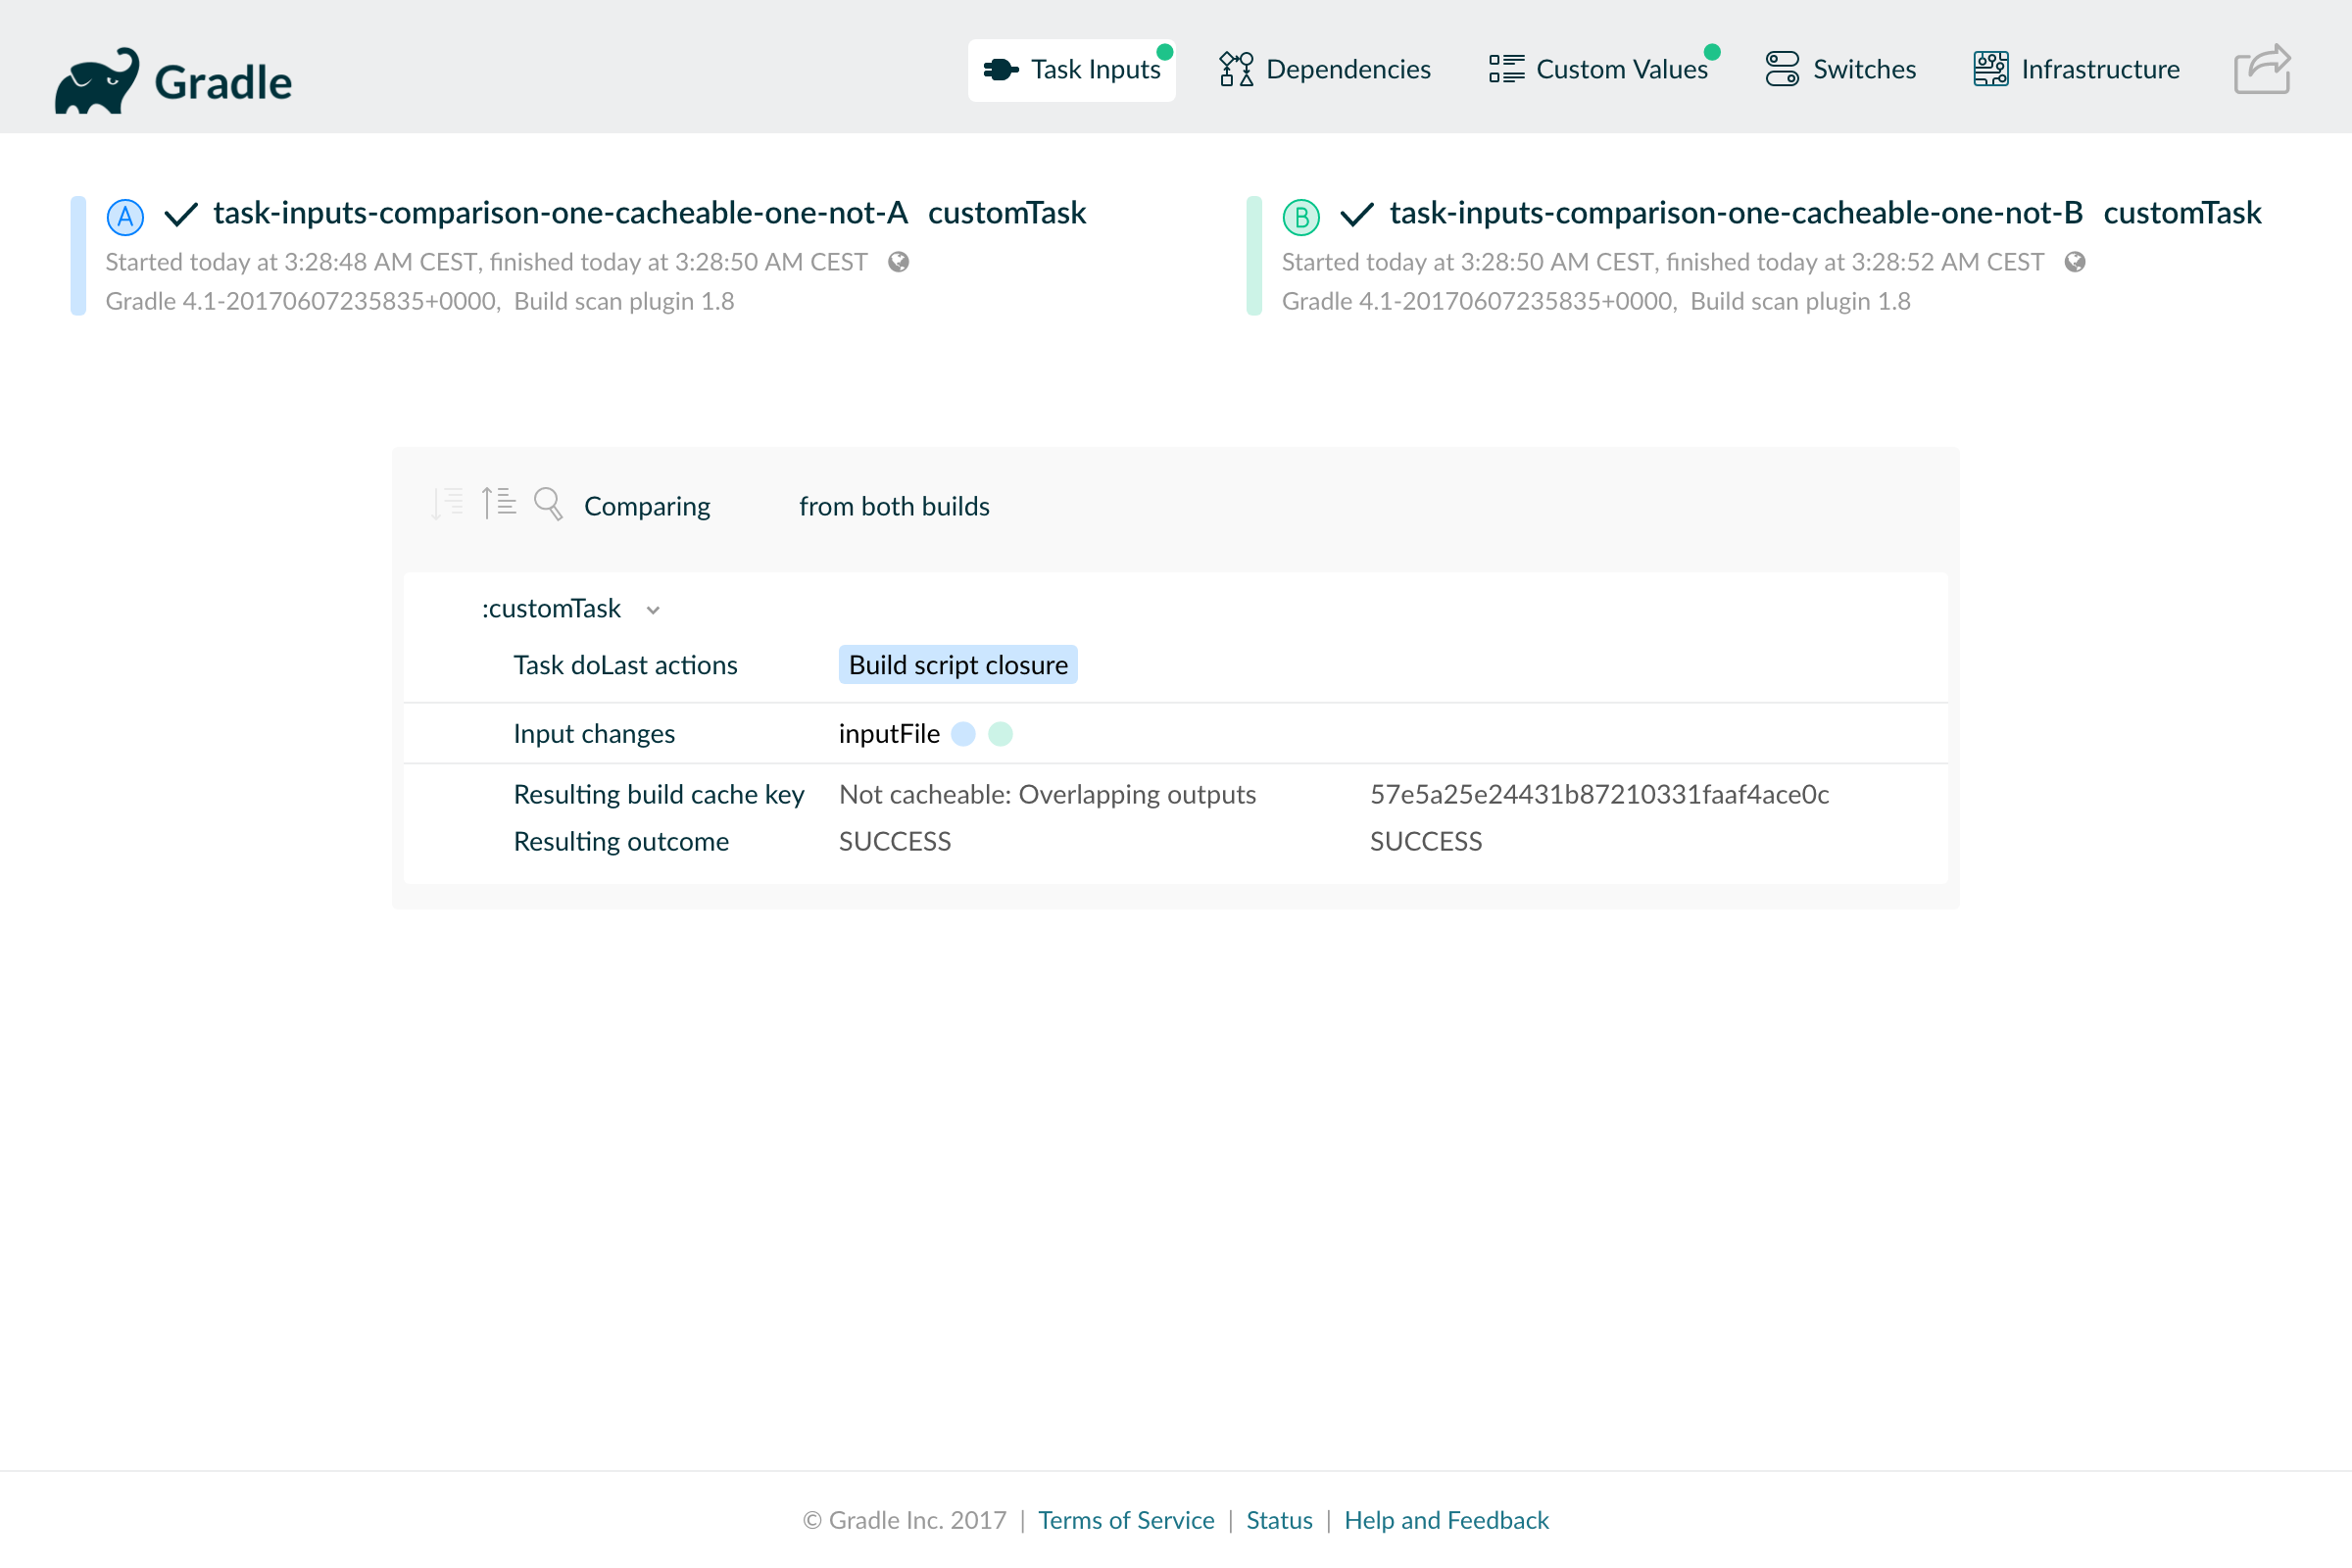 Gradle
Task Inputs
Dependencies
Custom Values
Switches
Infrastructure
A task-inputs-comparison-one-cacheable-one-not-A customTask
Started today at 3:28:48 AM CEST, finished today at 3:28:50 AM CEST
Gradle 4.1-20170607235835+0000, Build scan plugin 1.8
B task-inputs-comparison-one-cacheable-one-not-B customTask
Started today at 3:28:50 AM CEST, finished today at 3:28:52 AM CEST
Gradle 4.1-20170607235835+0000, Build scan plugin 1.8
Comparing from both builds
:customTask
Task doLast actions Build script closure
Input changes inputFile
Resulting build cache key Not cacheable: Overlapping outputs 57e5a25e24431b87210331faaf4ace0c
Resulting outcome SUCCESS SUCCESS
© Gradle Inc. 2017 | Terms of Service | Status | Help and Feedback